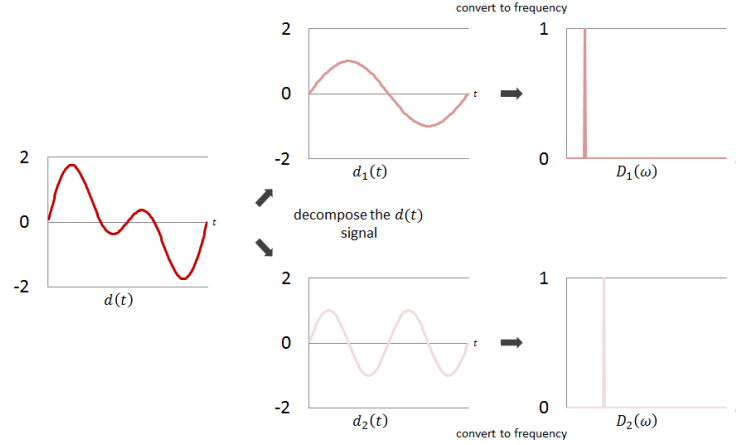 convert to frequency
2
0
-2
t
d₁(t)
1
0
D₁(ω)
2
0
-2
t
d(t)
decompose the d(t)
signal
2
0
-2
t
d₂(t)
1
0
D₂(ω)
convert to frequency